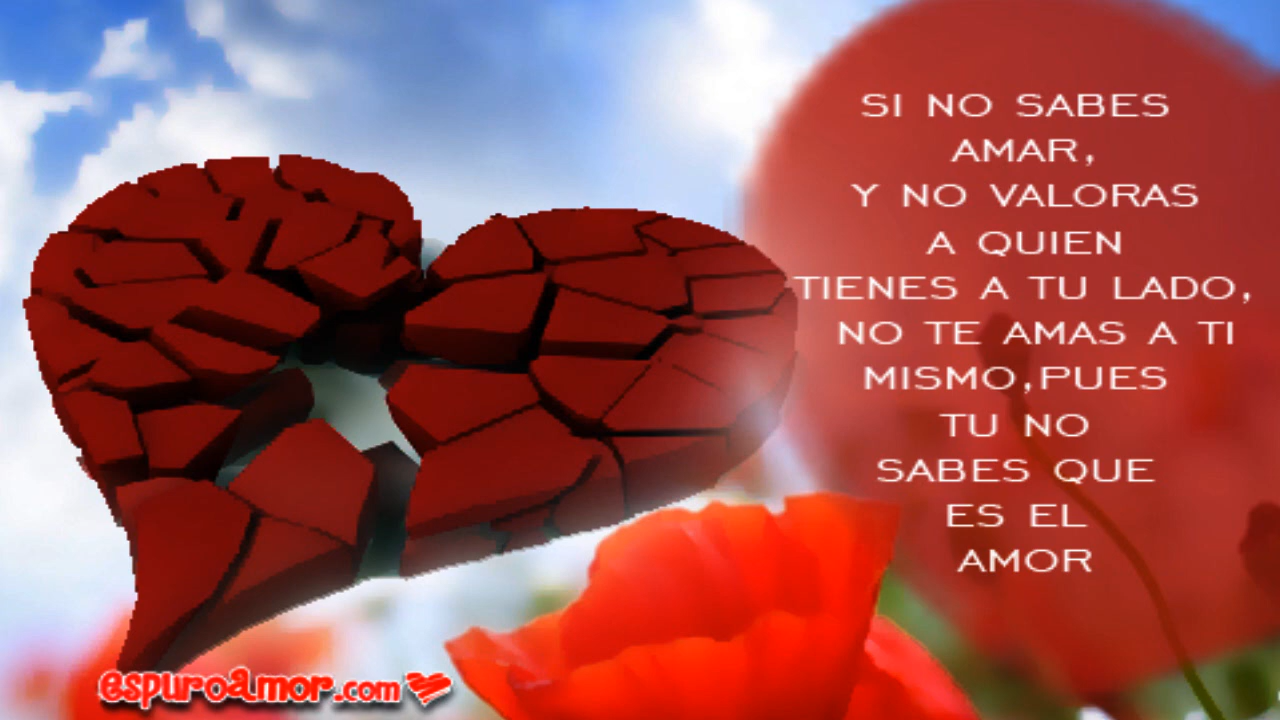 SI NO SABES
AMAR,
Y NO VALORAS
A QUIEN
TIENES A TU LADO,
NO TE AMAS A TI
MISMO,PUES
TU NO
SABES QUE
ES EL
AMOR
espuroamor.com